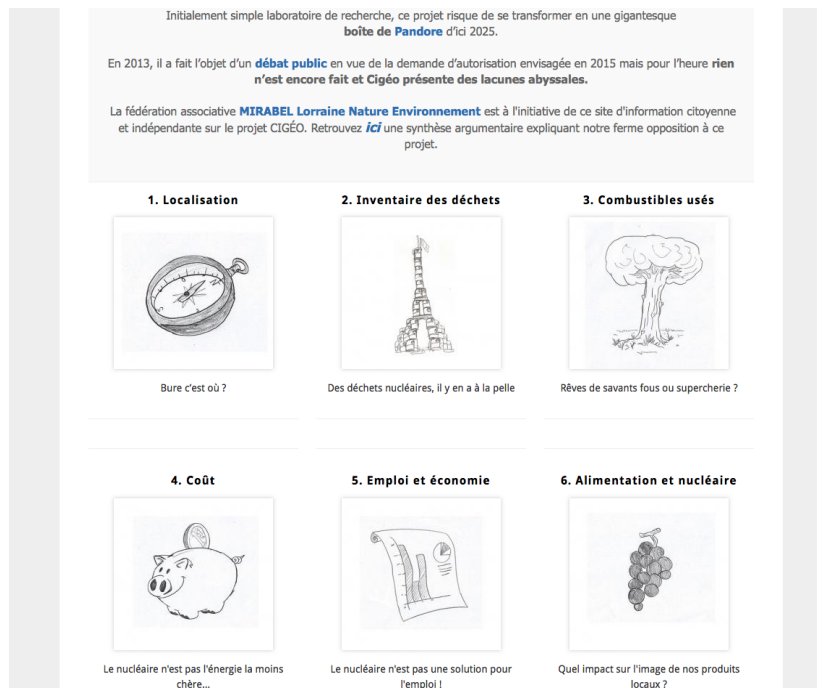 Initialement simple laboratoire de recherche, ce projet risque de se transformer en une gigantesque
boîte de Pandore d'ici 2025.
En 2013, il a fait l'objet d'un débat public en vue de la demande d'autorisation envisagée en 2015 mais pour l'heure rien
n'est encore fait et Cigéo présente des lacunes abyssales.
La fédération associative MIRABEL Lorraine Nature Environnement est à l'initiative de ce site d'information citoyenne
et indépendante sur le projet CIGÉO. Retrouvez ici une synthèse argumentaire expliquant notre ferme opposition à ce
projet.
1. Localisation
2. Inventaire des déchets
3. Combustibles usés
Bure c'est où ?
Des déchets nucléaires, il y en a à la pelle
Rêves de savants fous ou supercherie ?
4. Coût
5. Emploi et économie
6. Alimentation et nucléaire
Le nucléaire n'est pas l'énergie la moins
chère...
Le nucléaire n'est pas une solution pour
l'emploi !
Quel impact sur l'image de nos produits
locaux ?